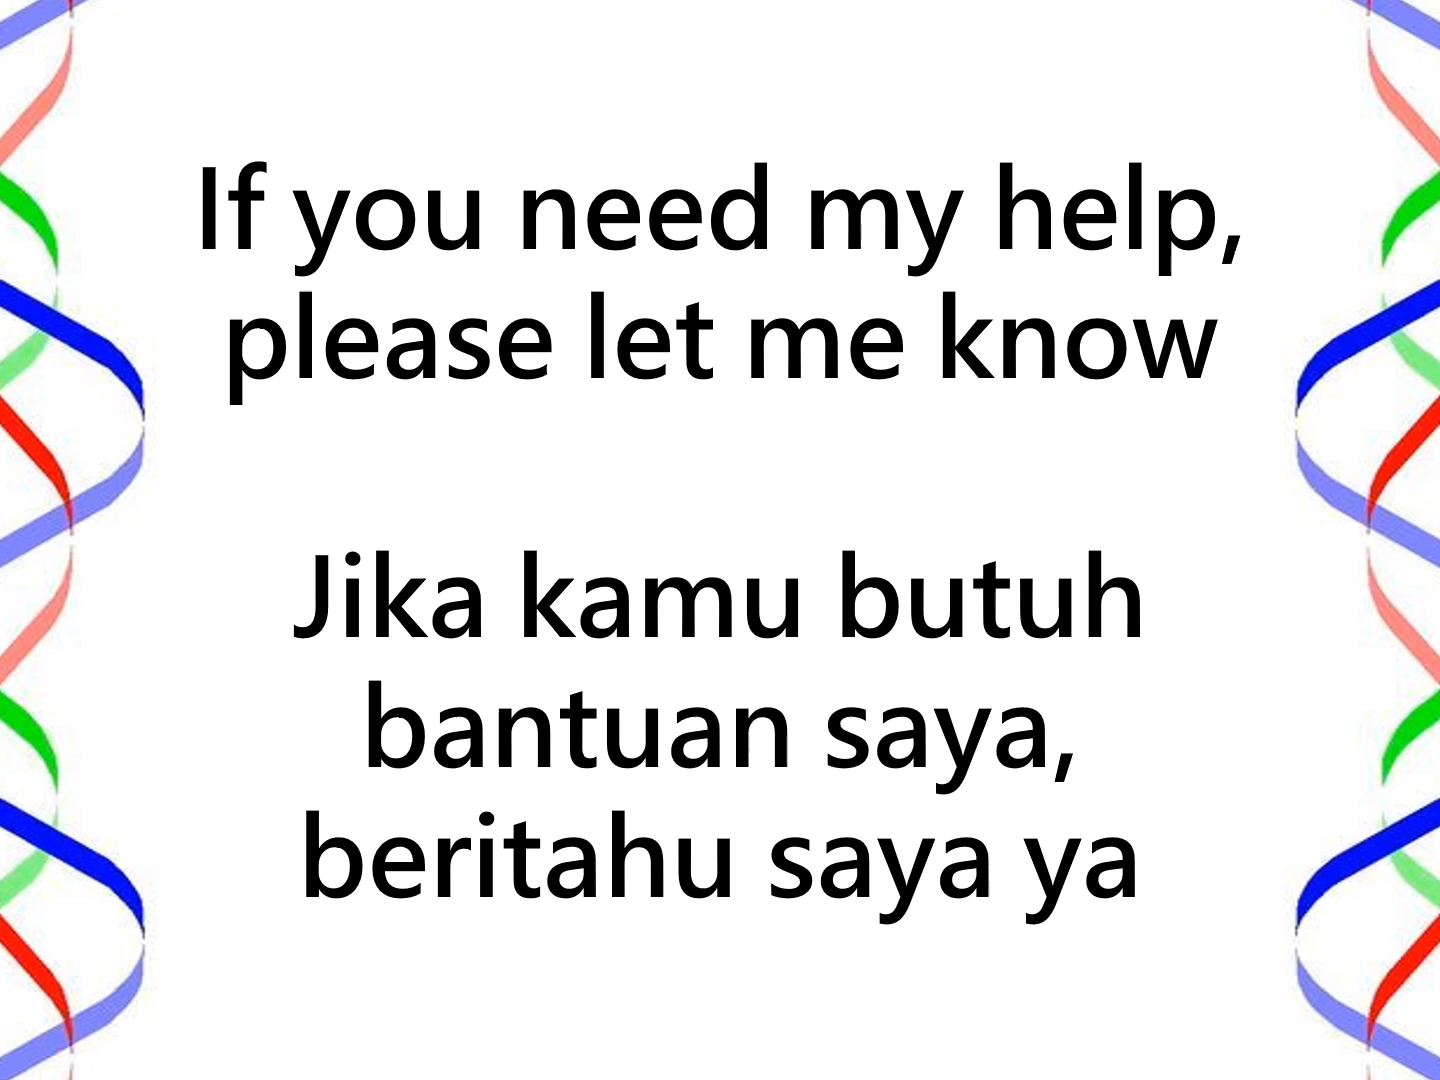 If you need my help,
please let me know
Jika kamu butuh
bantuan saya,
beritahu saya ya